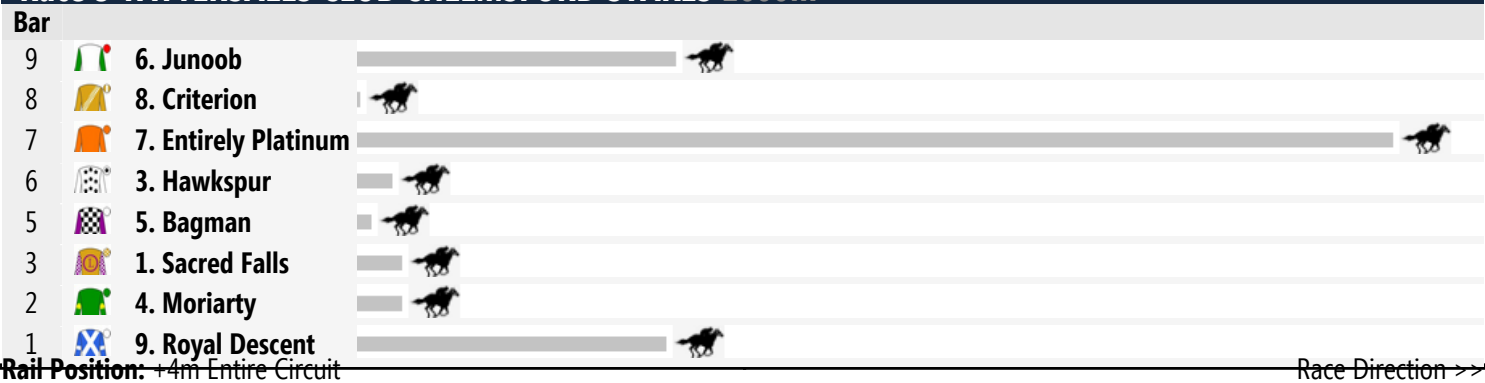 Bar
9 6. Junoob
8 8. Criterion
7 7. Entirely Platinum
6 3. Hawkspur
5 5. Bagman
3 1. Sacred Falls
2 4. Moriarty
1 9. Royal Descent
Rail Position: +4m Entire Circuit Race Direction >>